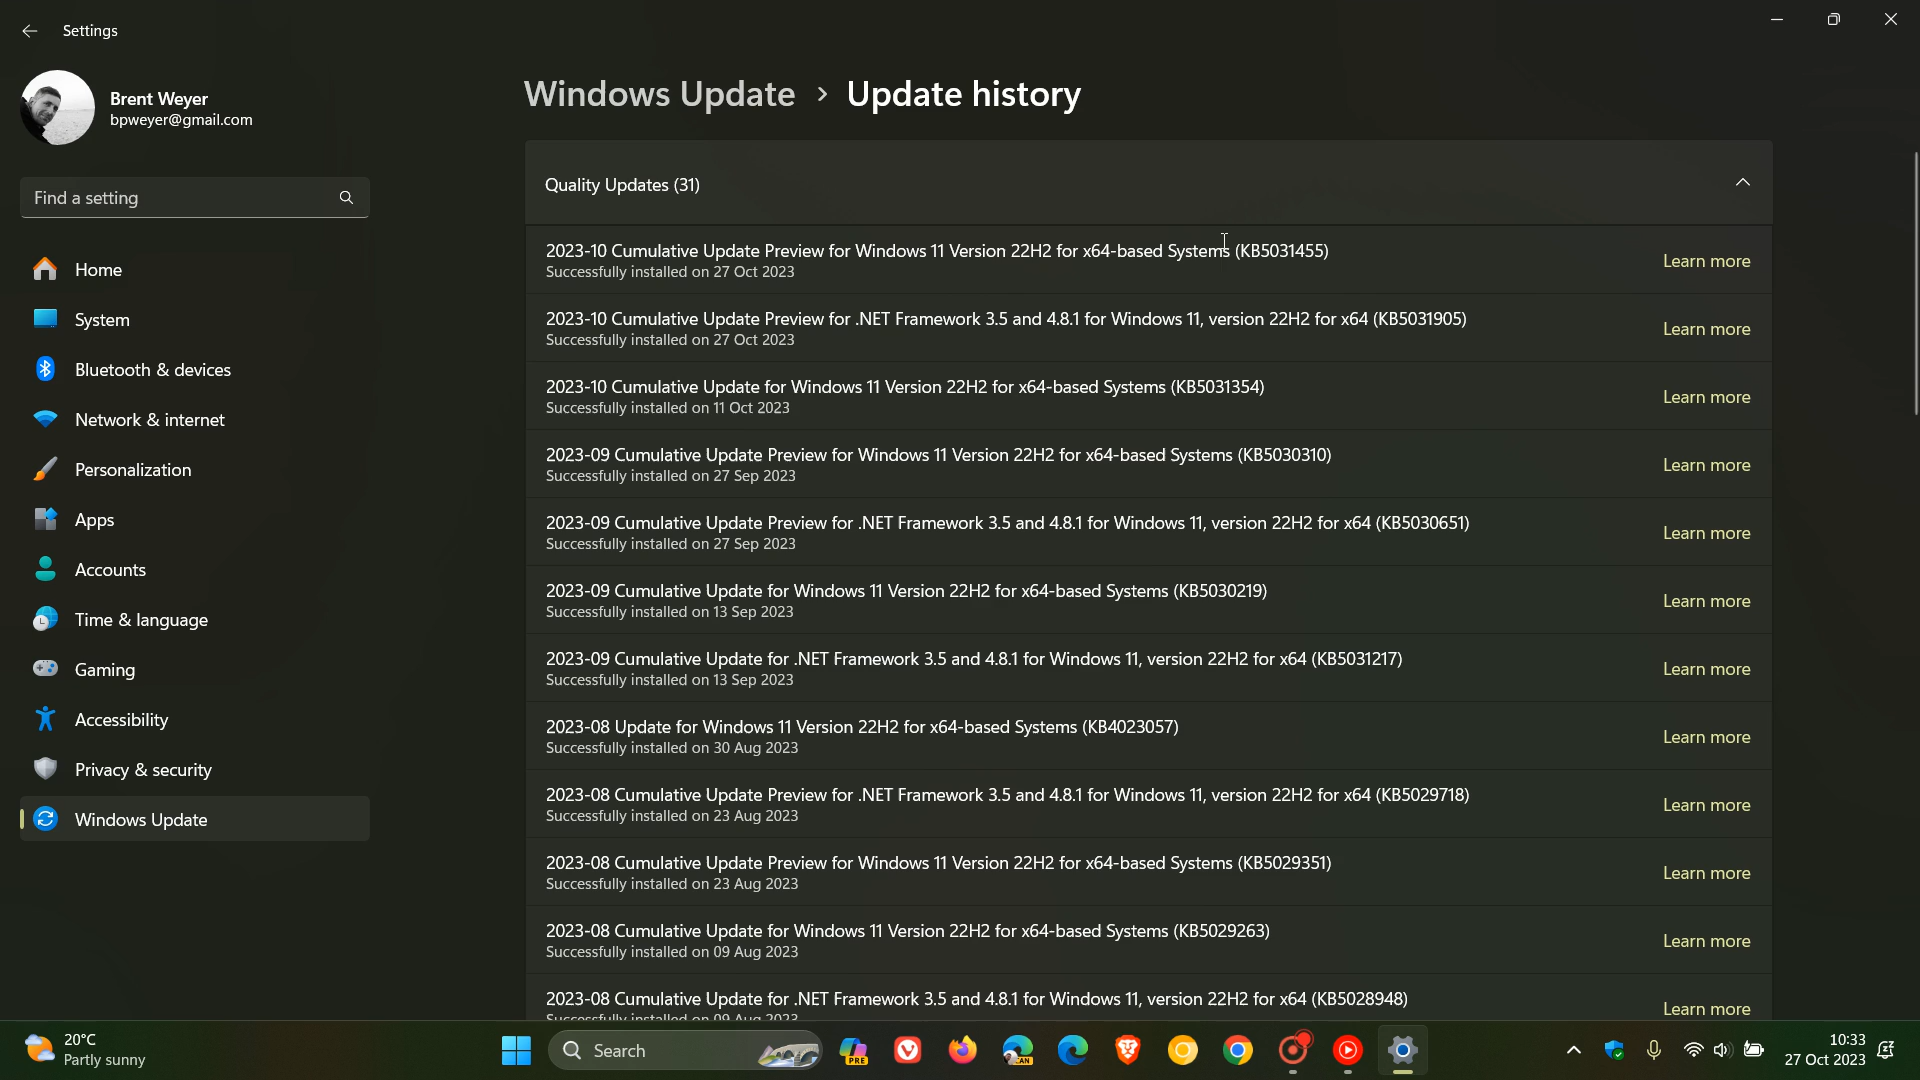 Settings
Brent Weyer
bpweyer@gmail.com
Find a setting
Home
System
Bluetooth & devices
Network & internet
Personalization
Apps
Accounts
Time & language
Gaming
Accessibility
Privacy & security
Windows Update
Windows Update > Update history
Quality Updates (31)
2023-10 Cumulative Update Preview for Windows 11 Version 22H2 for x64-based Systems (KB5031455)
Successfully installed on 27 Oct 2023
Learn more
2023-10 Cumulative Update Preview for .NET Framework 3.5 and 4.8.1 for Windows 11, version 22H2 for x64 (KB5031905)
Successfully installed on 27 Oct 2023
Learn more
2023-10 Cumulative Update for Windows 11 Version 22H2 for x64-based Systems (KB5031354)
Successfully installed on 11 Oct 2023
Learn more
2023-09 Cumulative Update Preview for Windows 11 Version 22H2 for x64-based Systems (KB5030310)
Successfully installed on 27 Sep 2023
Learn more
2023-09 Cumulative Update Preview for .NET Framework 3.5 and 4.8.1 for Windows 11, version 22H2 for x64 (KB5030651)
Successfully installed on 27 Sep 2023
Learn more
2023-09 Cumulative Update for Windows 11 Version 22H2 for x64-based Systems (KB5030219)
Successfully installed on 13 Sep 2023
Learn more
2023-09 Cumulative Update for .NET Framework 3.5 and 4.8.1 for Windows 11, version 22H2 for x64 (KB5031217)
Successfully installed on 13 Sep 2023
Learn more
2023-08 Update for Windows 11 Version 22H2 for x64-based Systems (KB4023057)
Successfully installed on 30 Aug 2023
Learn more
2023-08 Cumulative Update Preview for .NET Framework 3.5 and 4.8.1 for Windows 11, version 22H2 for x64 (KB5029718)
Successfully installed on 23 Aug 2023
Learn more
2023-08 Cumulative Update Preview for Windows 11 Version 22H2 for x64-based Systems (KB5029351)
Successfully installed on 23 Aug 2023
Learn more
2023-08 Cumulative Update for Windows 11 Version 22H2 for x64-based Systems (KB5029263)
Successfully installed on 09 Aug 2023
Learn more
2023-08 Cumulative Update for .NET Framework 3.5 and 4.8.1 for Windows 11, version 22H2 for x64 (KB5028948)
Successfully installed on 09 Aug 2023
Learn more
20°C
Partly sunny
Search
PRE
CAN
10:33
27 Oct 2023